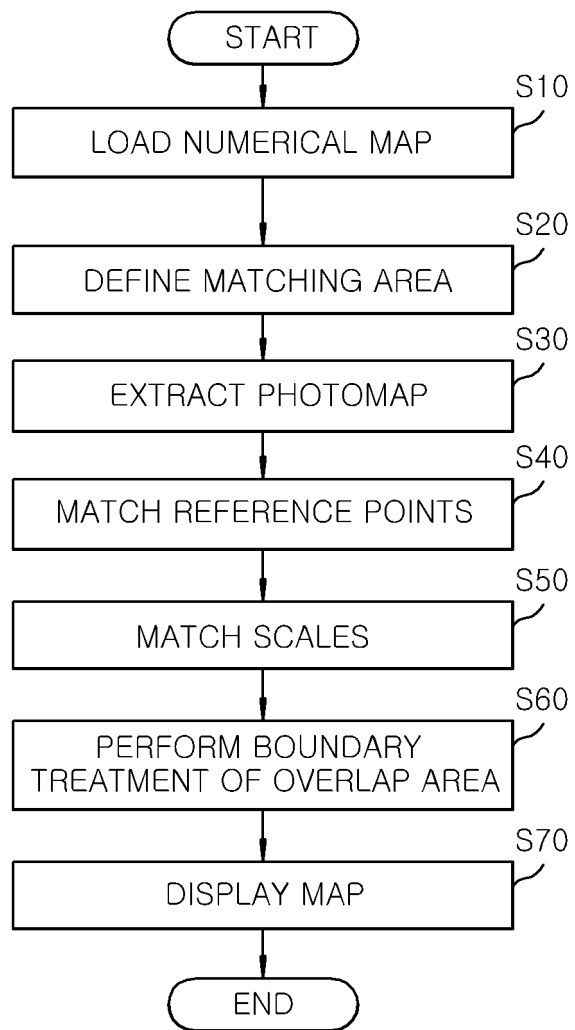 START
S10
LOAD NUMERICAL MAP
S20
DEFINE MATCHING AREA
S30
EXTRACT PHOTOMAP
S40
MATCH REFERENCE POINTS
S50
MATCH SCALES
S60
PERFORM BOUNDARY
TREATMENT OF OVERLAP AREA
S70
DISPLAY MAP
END